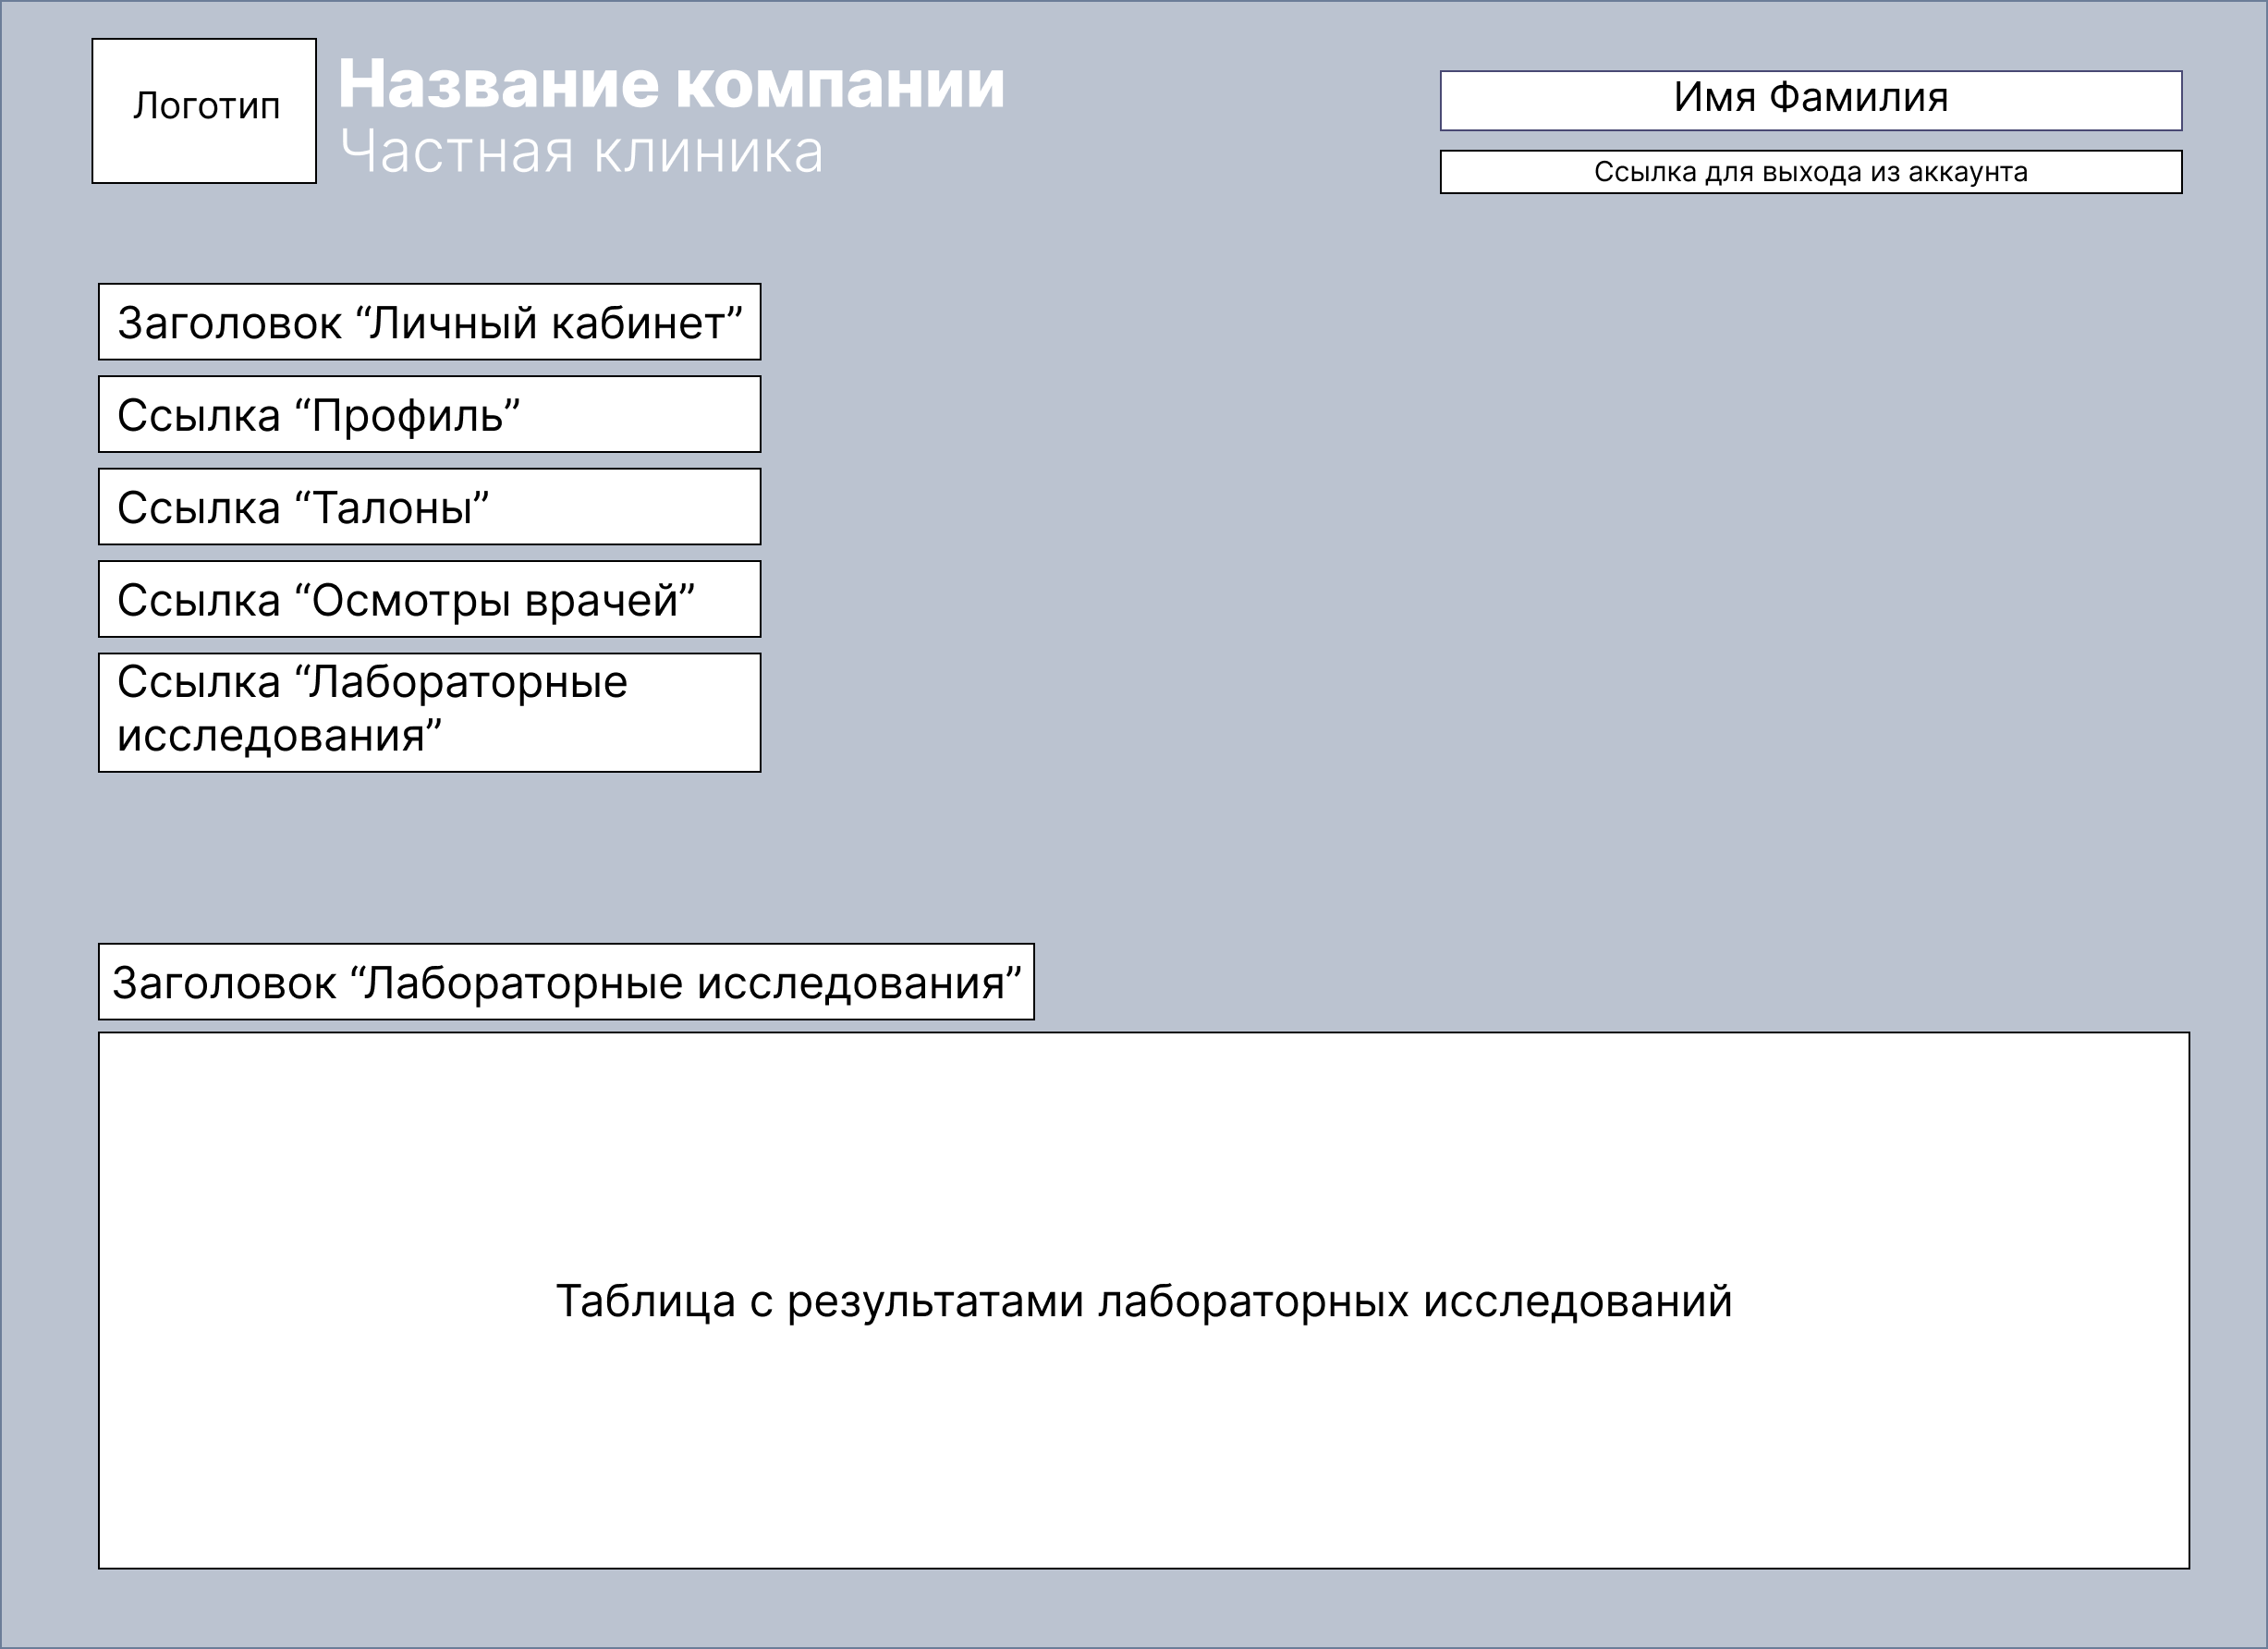 Логотип
Название компании
Частная клиника
Имя Фамилия
Ссылка для выхода из аккаунта
Заголовок “Личный кабинет”
Ссылка “Профиль”
Ссылка “Талоны”
Ссылка “Осмотры врачей”
Ссылка “Лабораторные
исследования”
Заголовок “Лабораторные исследования”
Таблица с результатами лабораторных исследований